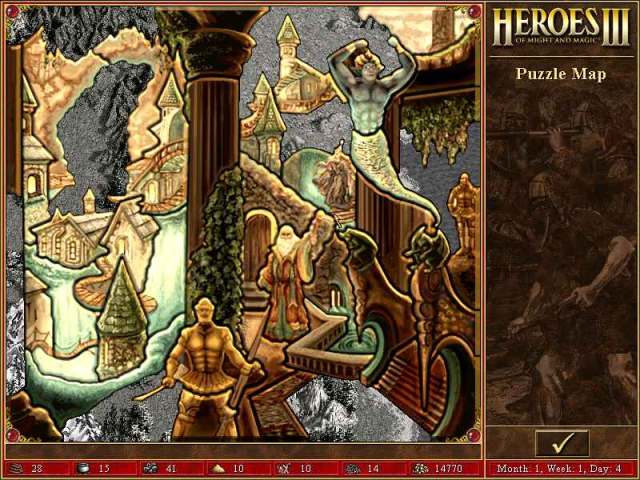 HEROES III
OF MIGHT AND MAGIC
Puzzle Map
28 15 41 10 10 14 14770 Month: 1, Week: 1, Day: 4